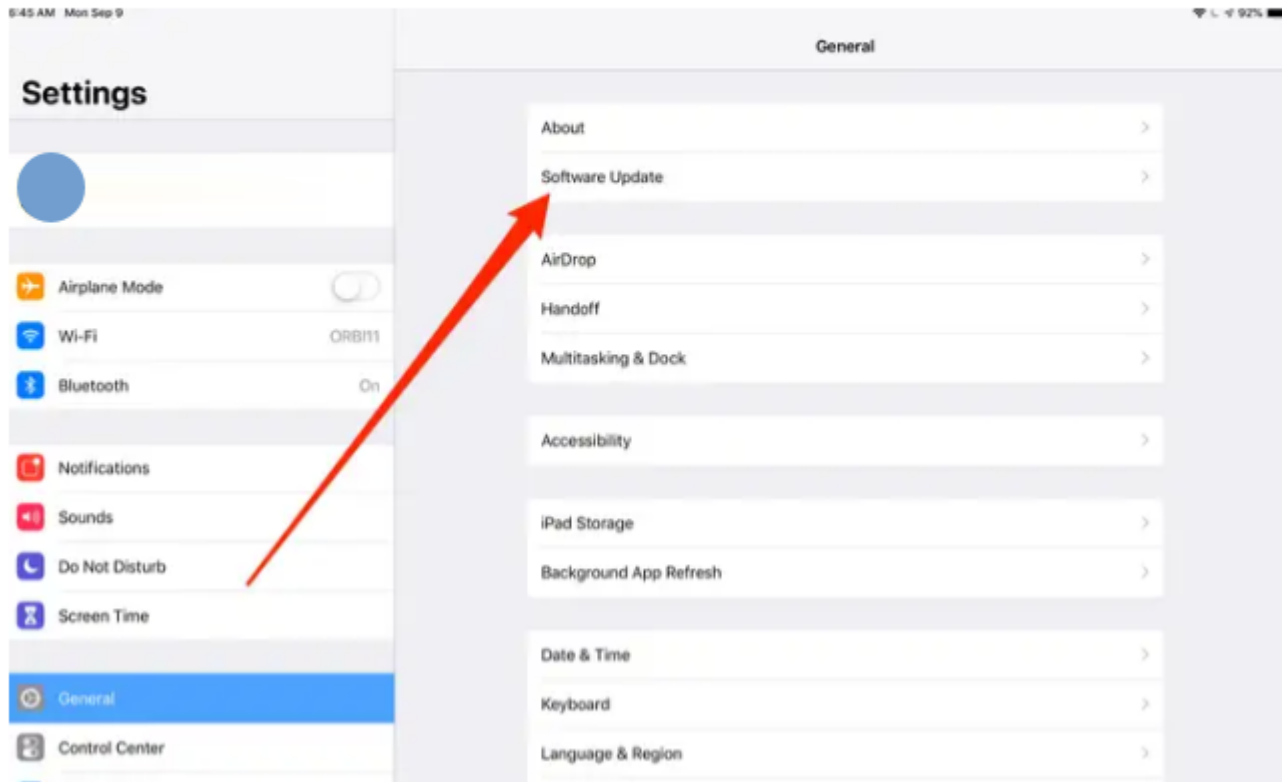 6:45 AM Mon Sep 9
92%
Settings
General
Airplane Mode
Wi-Fi
ORBI11
Bluetooth
On
Notifications
Sounds
Do Not Disturb
Screen Time
General
Control Center
About
Software Update
AirDrop
Handoff
Multitasking & Dock
Accessibility
iPad Storage
Background App Refresh
Date & Time
Keyboard
Language & Region